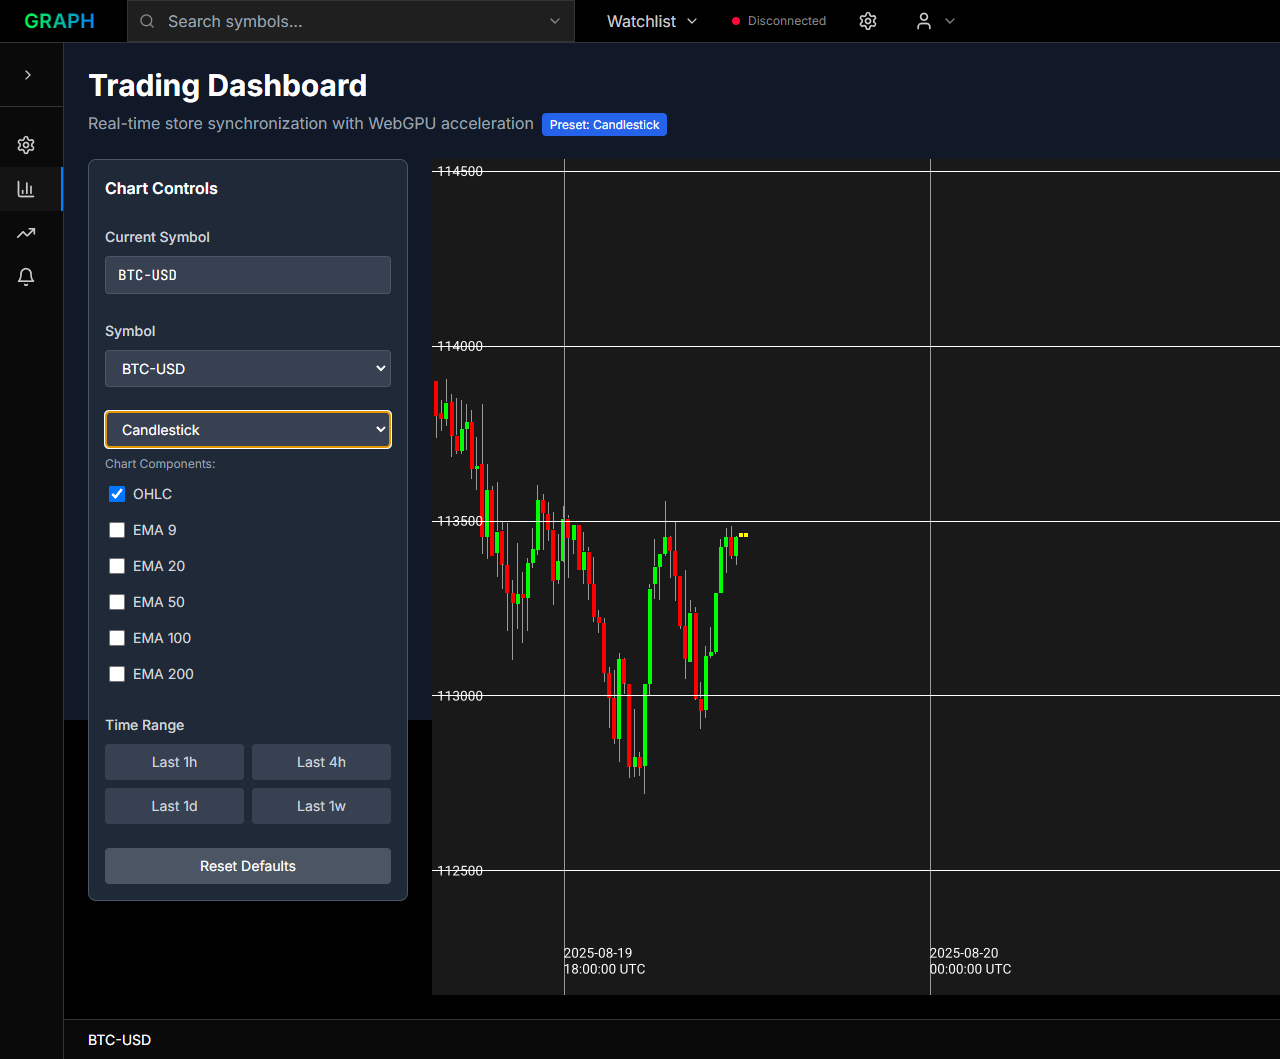 GRAPH
Search symbols...
Watchlist
Disconnected
Trading Dashboard
Real-time store synchronization with WebGPU acceleration
Preset: Candlestick
Chart Controls
Current Symbol
BTC-USD
Symbol
BTC-USD
Candlestick
Chart Components:
OHLC
EMA 9
EMA 20
EMA 50
EMA 100
EMA 200
Time Range
Last 1h
Last 4h
Last 1d
Last 1w
Reset Defaults
114500
114000
113500
113000
112500
2025-08-19
18:00:00 UTC
2025-08-20
00:00:00 UTC
BTC-USD